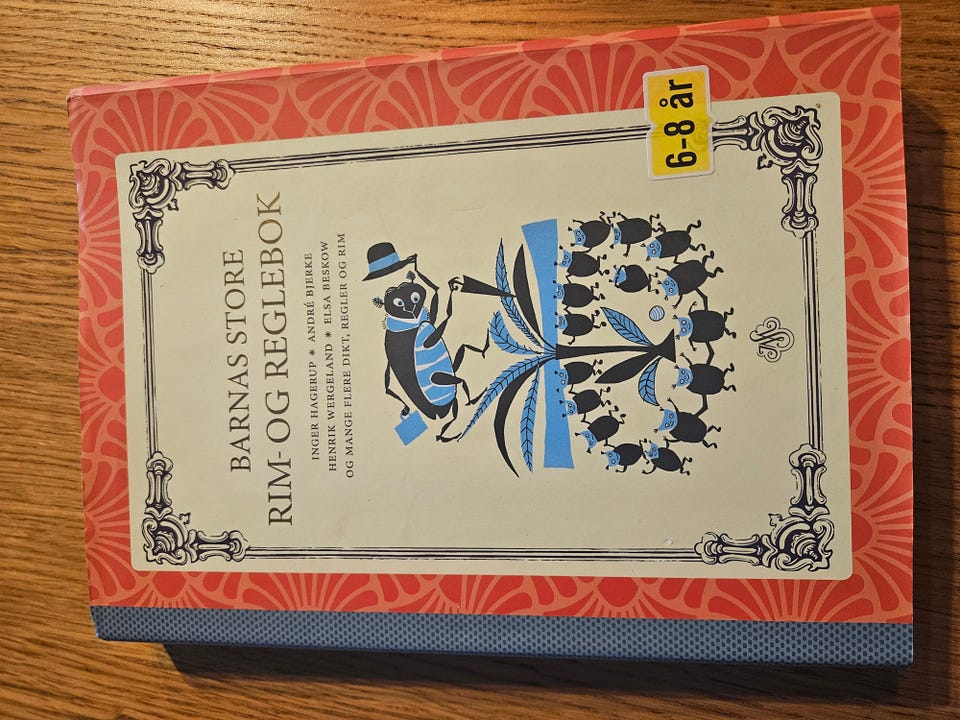 BARNAS STORE
RIM- OG REGLEBOK
INGER HAGERUP * ANDRÉ BJERKE
HENRIK WERGELAND * ELSA BESKOW
OG MANGE FLERE DIKT, REGLER OG RIM
6-8 år